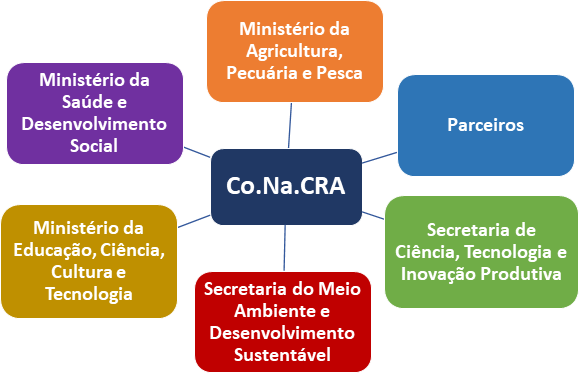 Ministério da
Agricultura,
Pecuária e Pesca
Ministério da
Saúde e
Desenvolvimento
Social
Parceiros
Co.Na.CRA
Ministério da
Educação, Ciência,
Cultura e
Tecnologia
Secretaria de
Ciência, Tecnologia e
Inovação Produtiva
Secretaria do Meio
Ambiente e
Desenvolvimento
Sustentável